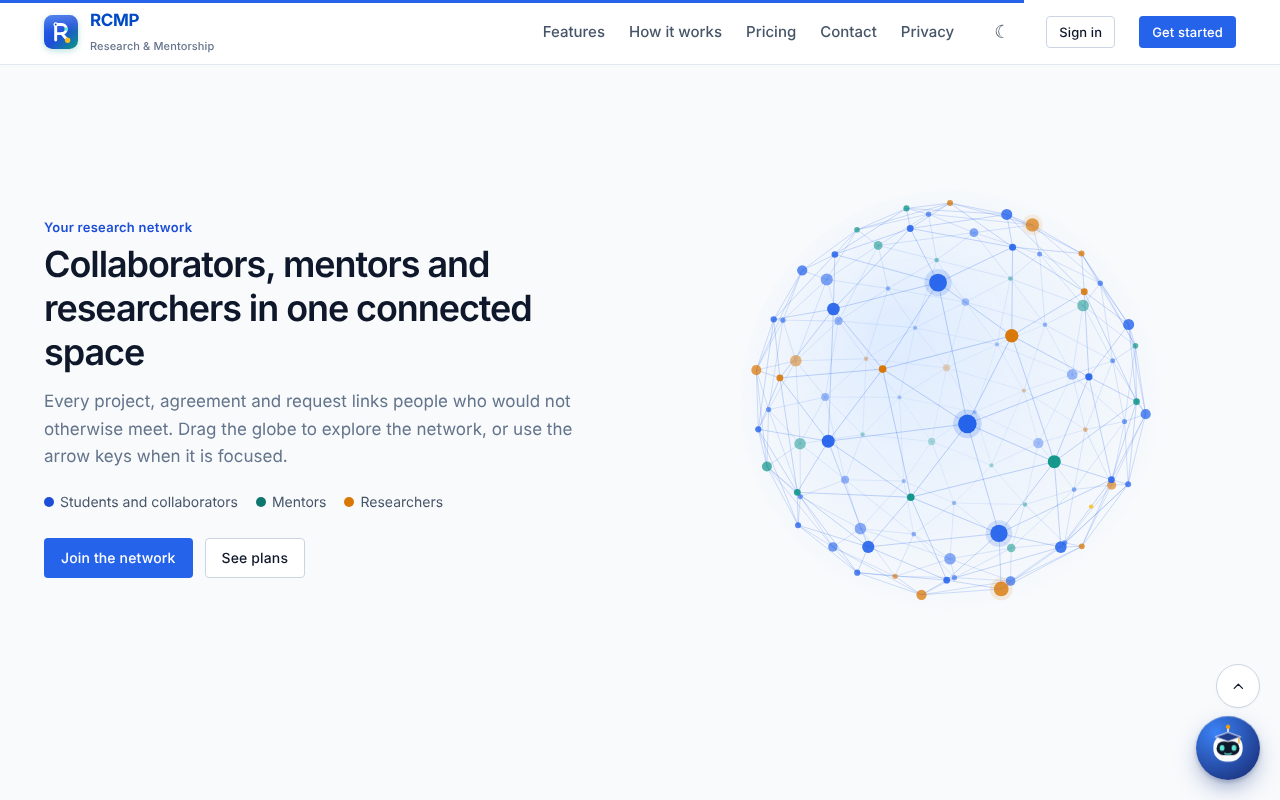 RCMP
Research & Mentorship
Features
How it works
Pricing
Contact
Privacy
Sign in
Get started
Your research network
Collaborators, mentors and
researchers in one connected
space
Every project, agreement and request links people who would not
otherwise meet. Drag the globe to explore the network, or use the
arrow keys when it is focused.
Students and collaborators
Mentors
Researchers
Join the network
See plans